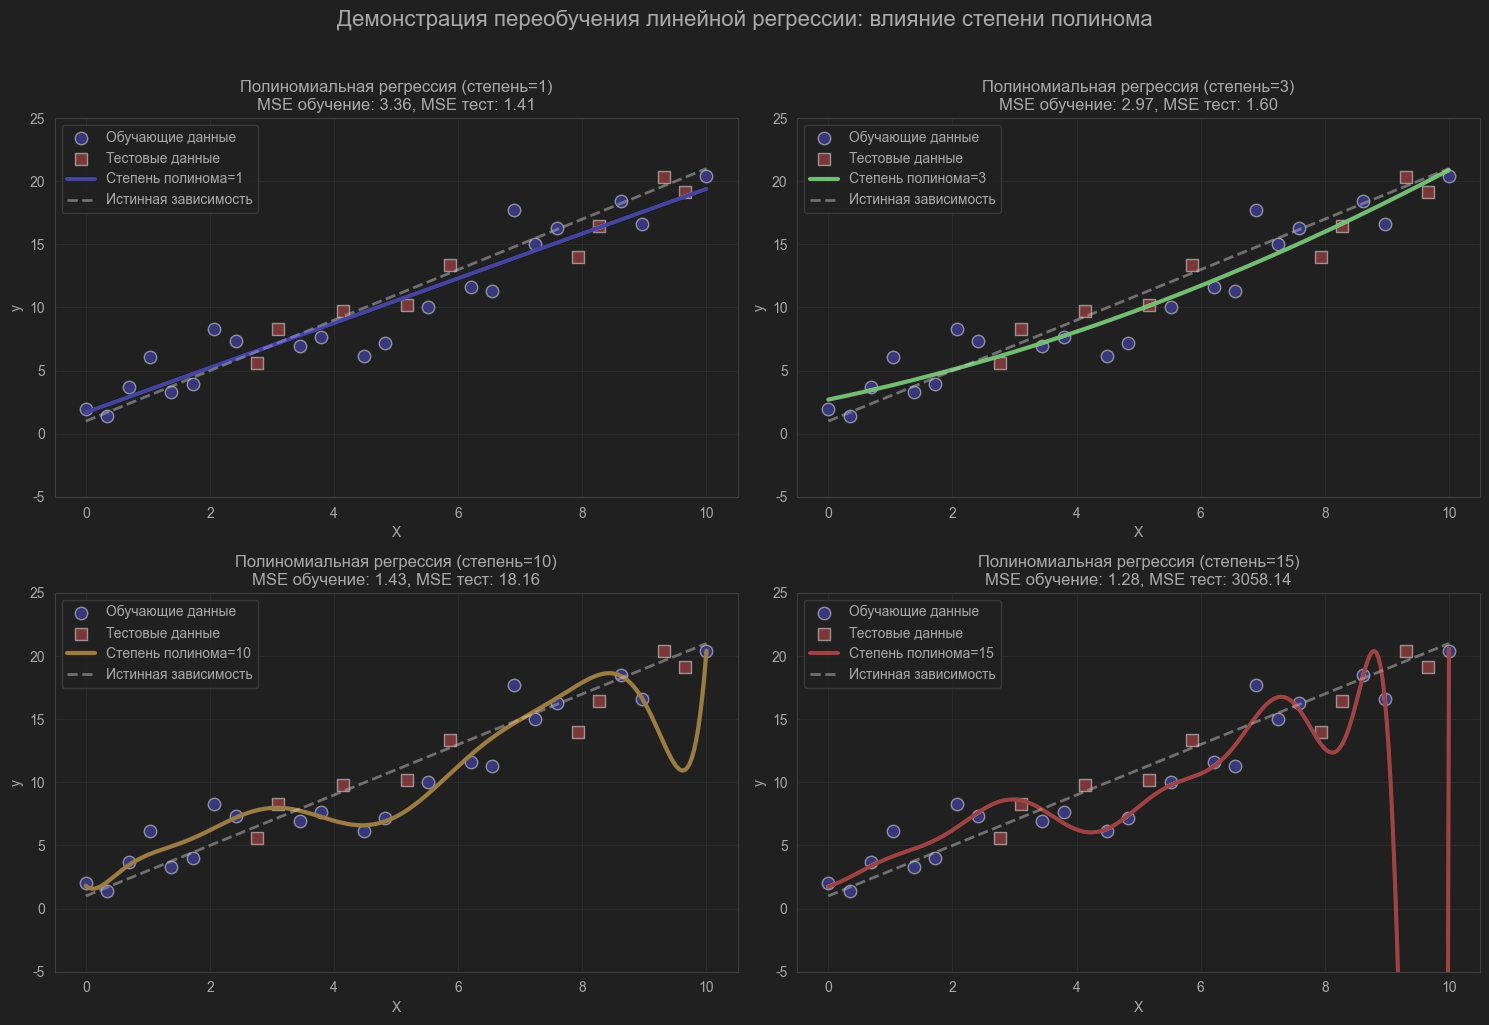 Демонстрация переобучения линейной регрессии: влияние степени полинома
Полиномиальная регрессия (степень=1)
MSE обучение: 3.36, MSE тест: 1.41
25
20
15
10
5
0
-5
y
Обучающие данные
Тестовые данные
Степень полинома=1
Истинная зависимость
0 2 4 6 8 10
X
Полиномиальная регрессия (степень=3)
MSE обучение: 2.97, MSE тест: 1.60
25
20
15
10
5
0
-5
y
Обучающие данные
Тестовые данные
Степень полинома=3
Истинная зависимость
0 2 4 6 8 10
X
Полиномиальная регрессия (степень=10)
MSE обучение: 1.43, MSE тест: 18.16
25
20
15
10
5
0
-5
y
Обучающие данные
Тестовые данные
Степень полинома=10
Истинная зависимость
0 2 4 6 8 10
X
Полиномиальная регрессия (степень=15)
MSE обучение: 1.28, MSE тест: 3058.14
25
20
15
10
5
0
-5
y
Обучающие данные
Тестовые данные
Степень полинома=15
Истинная зависимость
0 2 4 6 8 10
X